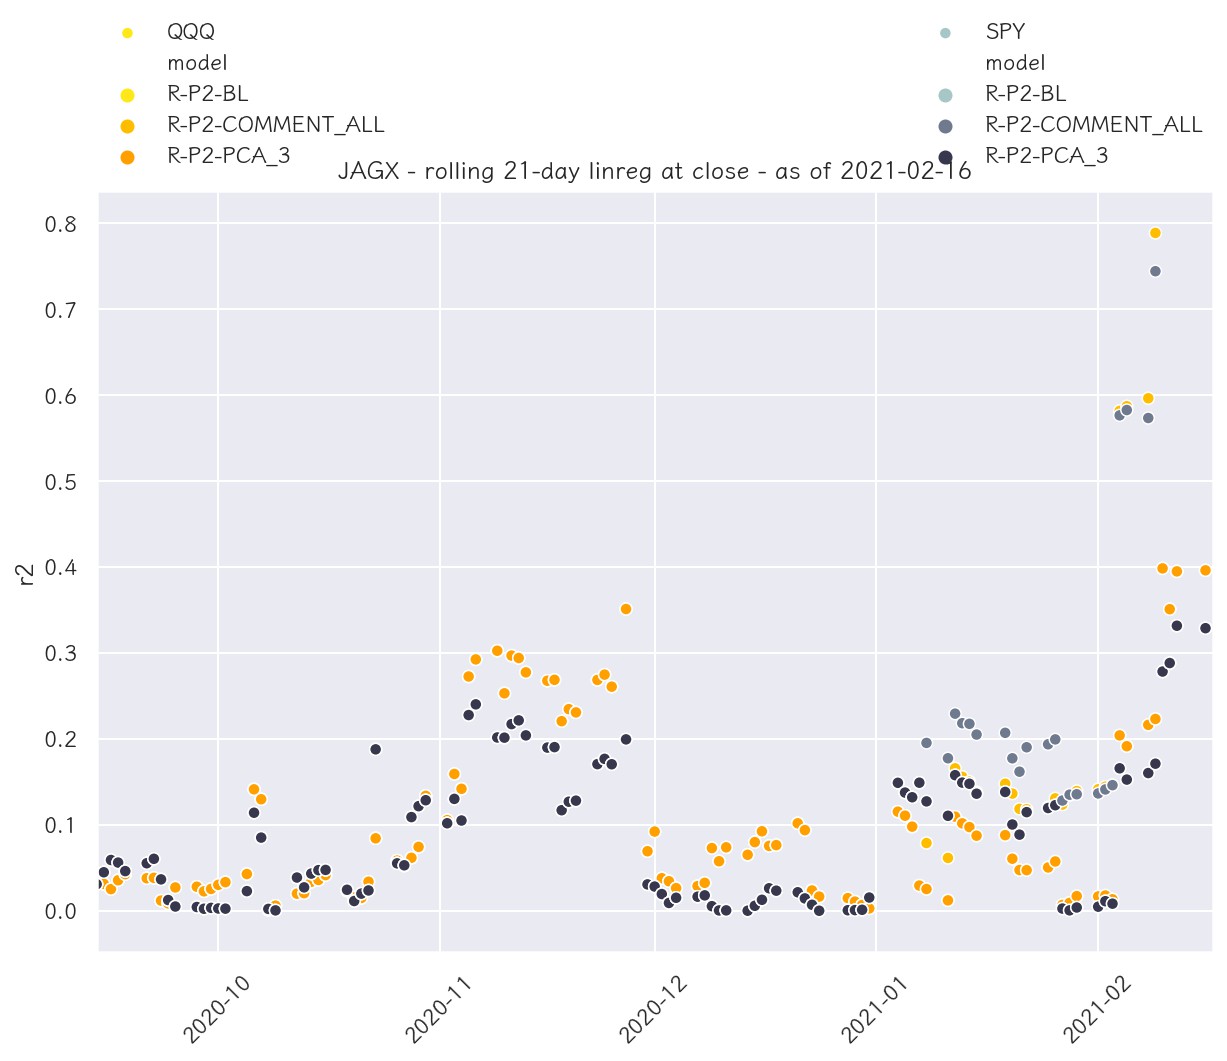 QQQ
model
R-P2-BL
R-P2-COMMENT_ALL
R-P2-PCA_3
SPY
model
R-P2-BL
R-P2-COMMENT_ALL
R-P2-PCA_3
JAGX - rolling 21-day linreg at close - as of 2021-02-16
r2
0.8
0.7
0.6
0.5
0.4
0.3
0.2
0.1
0.0
2020-10
2020-11
2020-12
2021-01
2021-02